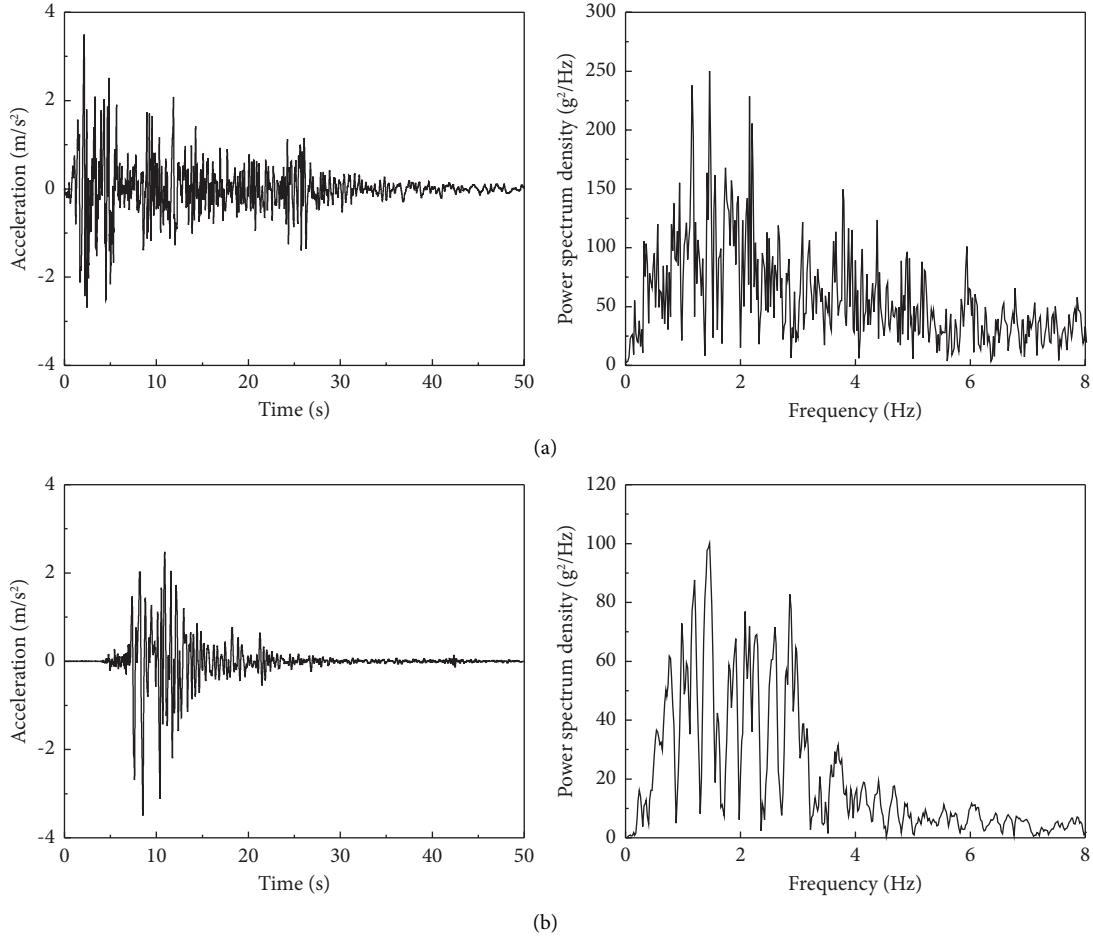 4
2
0
-2
-4
Acceleration (m/s²)
0 10 20 30 40 50
Time (s)
300
250
200
150
100
50
0
Power spectrum density (g²/Hz)
0 2 4 6 8
Frequency (Hz)
(a)
4
2
0
-2
-4
Acceleration (m/s²)
0 10 20 30 40 50
Time (s)
120
100
80
60
40
20
0
Power spectrum density (g²/Hz)
0 2 4 6 8
Frequency (Hz)
(b)